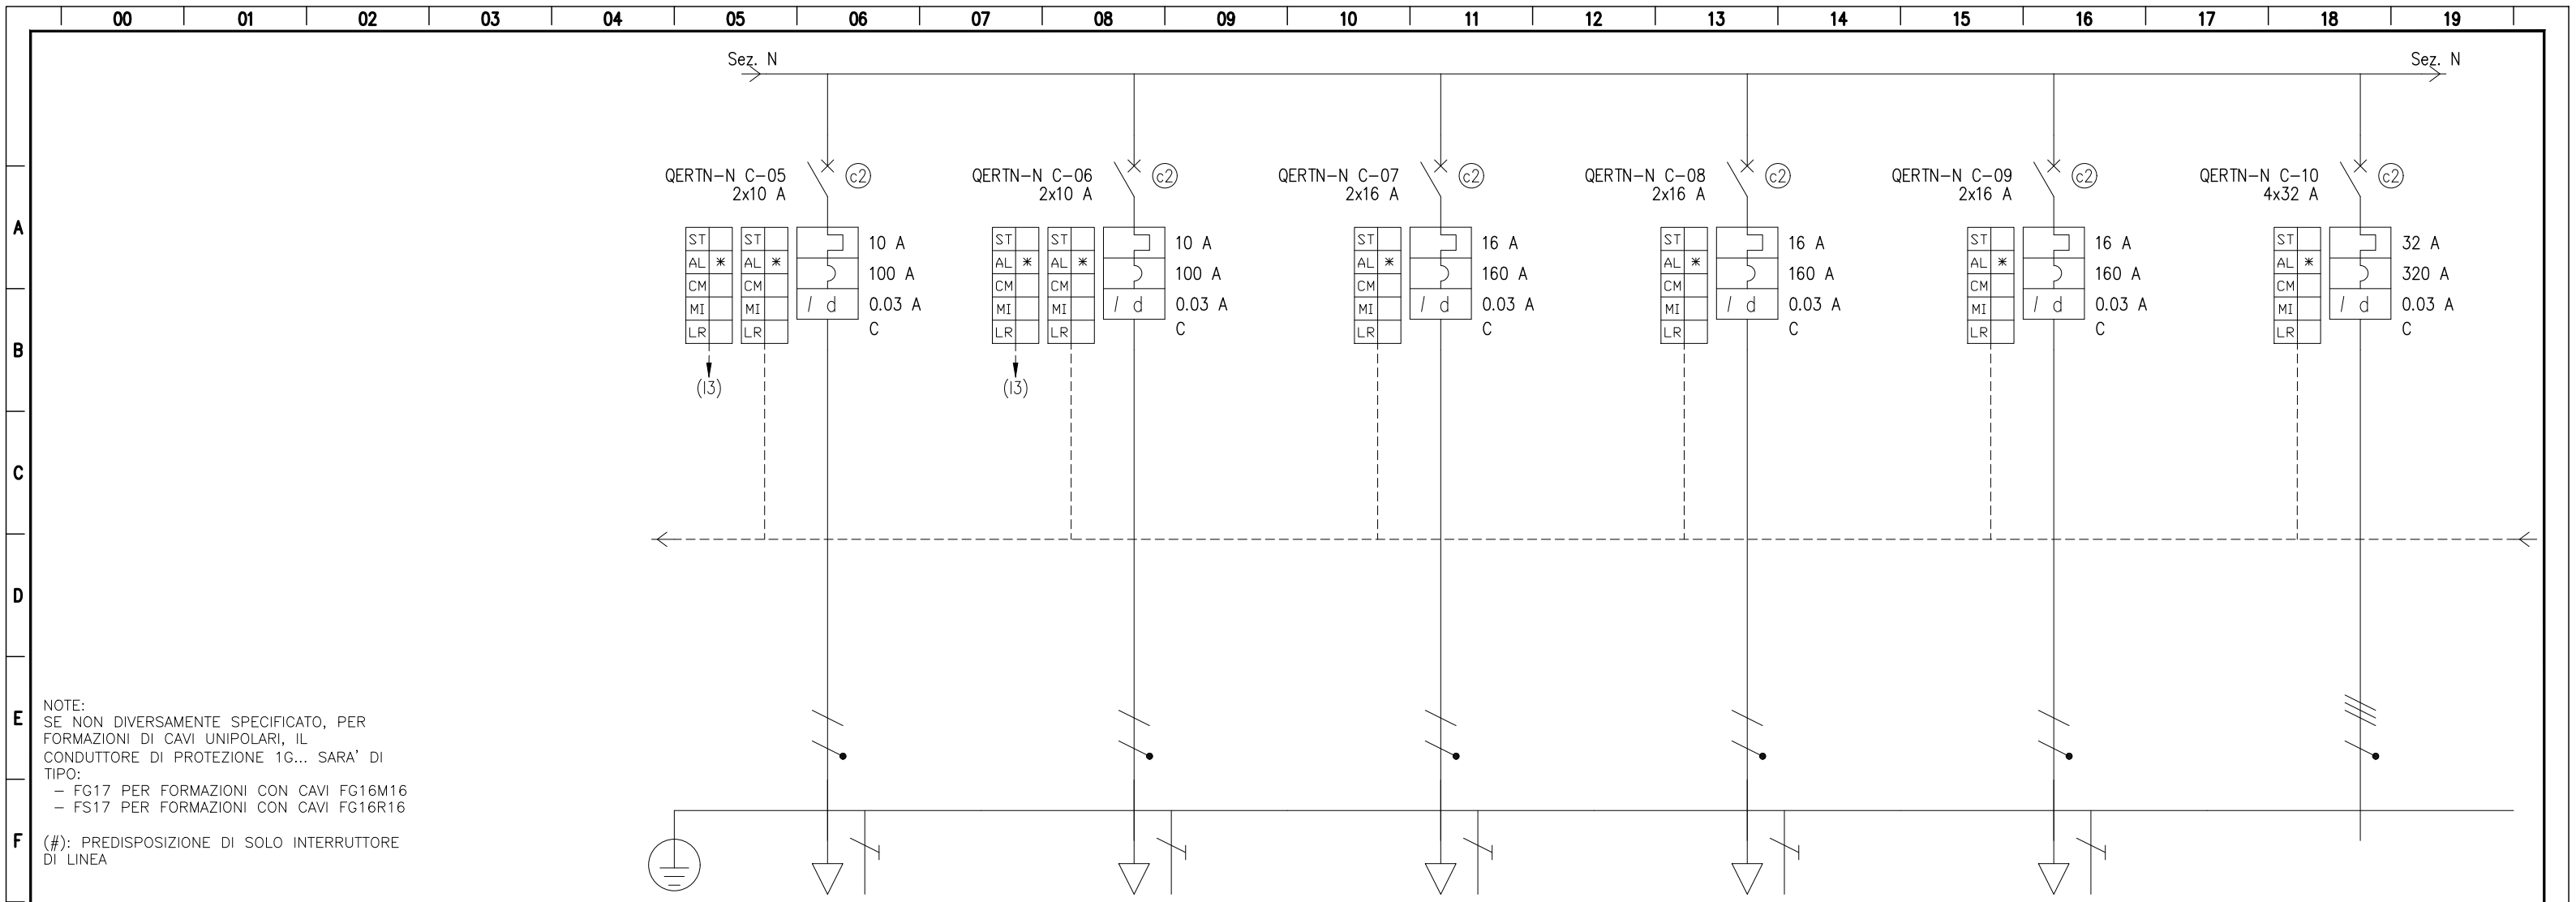 00 01 02 03 04 05 06 07 08 09 10 11 12 13 14 15 16 17 18 19
Sez. N Sez. N
QERTN-N C-05 c2 QERTN-N C-06 c2 QERTN-N C-07 c2 QERTN-N C-08 c2 QERTN-N C-09 c2 QERTN-N C-10 c2
2x10 A 2x10 A 2x16 A 2x16 A 2x16 A 4x32 A
A
ST ST 10 A ST ST 10 A ST 16 A ST 16 A ST 16 A ST 32 A
AL * AL * 100 A AL * AL * 100 A AL * 160 A AL * 160 A AL * 160 A AL * 320 A
CM CM CM CM CM CM CM CM
MI MI I d 0.03 A MI MI I d 0.03 A MI I d 0.03 A MI I d 0.03 A MI I d 0.03 A MI I d 0.03 A
LR LR C LR LR C LR C LR C LR C LR C
B
(I3) (I3)
C
D
E
NOTE:
SE NON DIVERSAMENTE SPECIFICATO, PER
FORMAZIONI DI CAVI UNIPOLARI, IL
CONDUTTORE DI PROTEZIONE 1G... SARA' DI
TIPO:
- FG17 PER FORMAZIONI CON CAVI FG16M16
- FS17 PER FORMAZIONI CON CAVI FG16R16
F
(#): PREDISPOSIZIONE DI SOLO INTERRUTTORE
DI LINEA